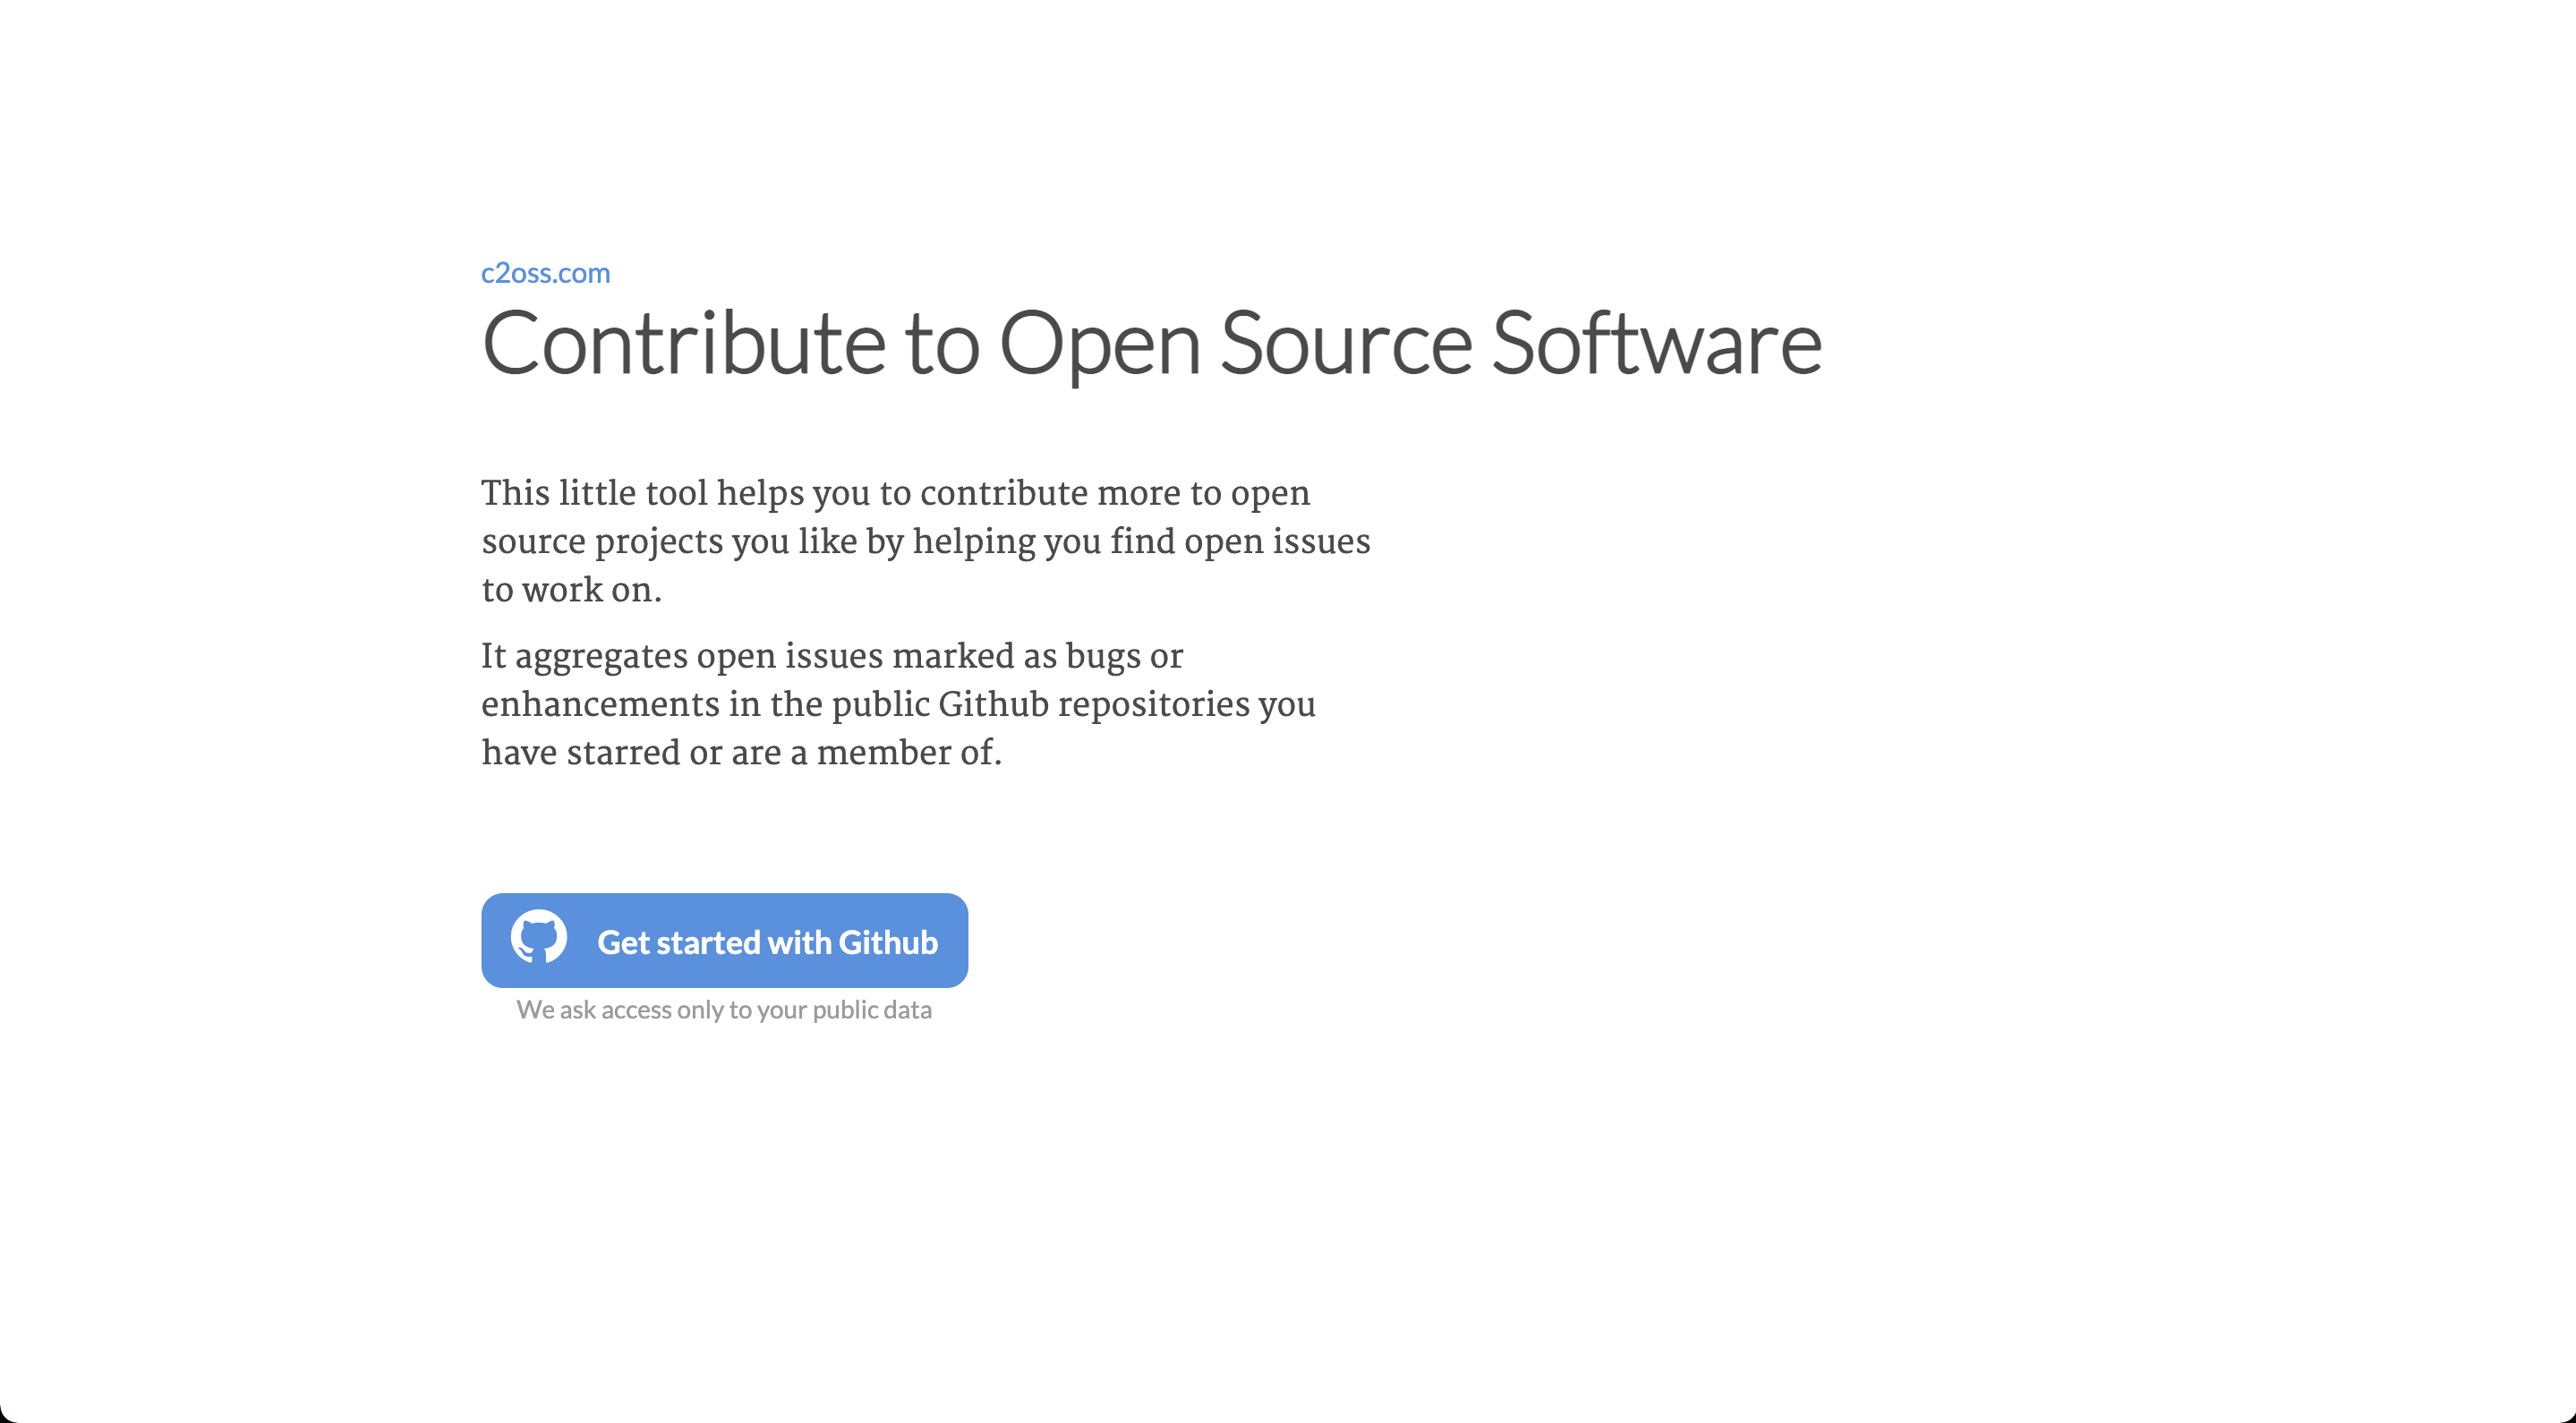 c2oss.com
Contribute to Open Source Software
This little tool helps you to contribute more to open
source projects you like by helping you find open issues
to work on.
It aggregates open issues marked as bugs or
enhancements in the public Github repositories you
have starred or are a member of.
Get started with Github
We ask access only to your public data